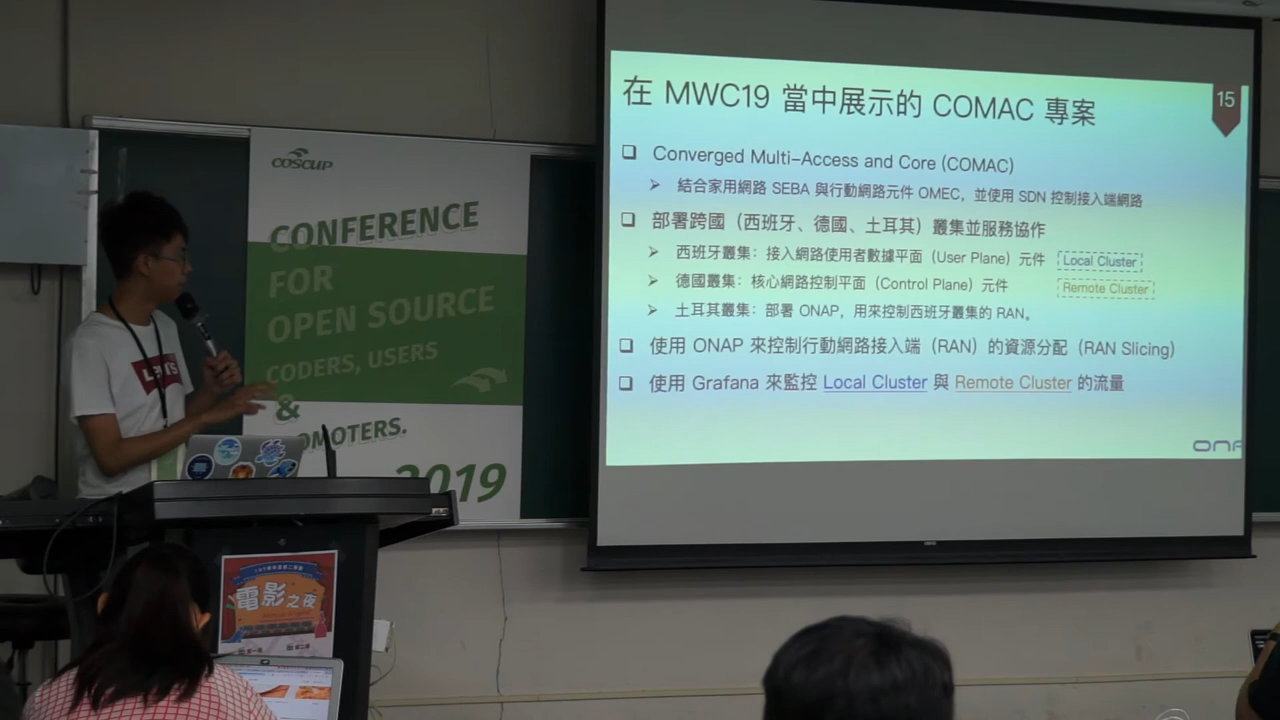 在 MWC19 當中展示的 COMAC 專案
15
Converged Multi-Access and Core (COMAC)
結合家用網路 SEBA 與行動網路元件 OMEC，並使用 SDN 控制接入端網路
部署跨國（西班牙、德國、土耳其）叢集並服務協作
西班牙叢集：接入網路使用者數據平面（User Plane）元件 Local Cluster
德國叢集：核心網路控制平面（Control Plane）元件 Remote Cluster
土耳其叢集：部署 ONAP，用來控制西班牙叢集的 RAN。
使用 ONAP 來控制行動網路接入端（RAN）的資源分配（RAN Slicing）
使用 Grafana 來監控 Local Cluster 與 Remote Cluster 的流量
COSCUP
CONFERENCE
FOR
OPEN SOURCE
CODERS, USERS
&
OMOTERS.
2019
電影之夜